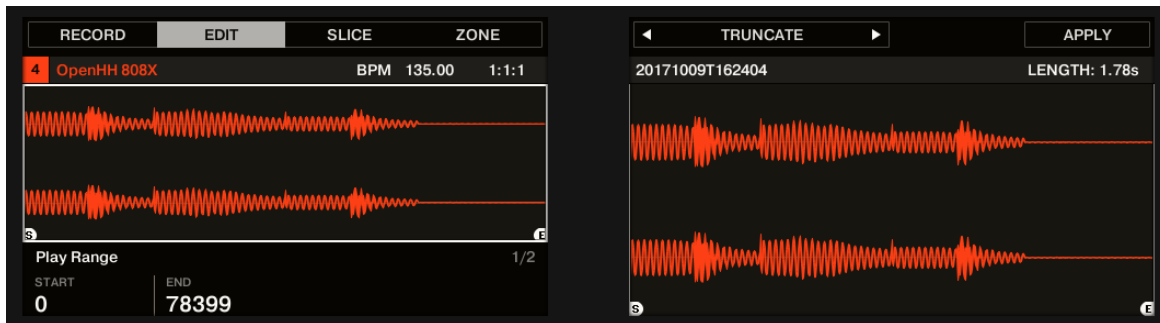 RECORD EDIT SLICE ZONE
4 OpenHH 808X BPM 135.00 1:1:1
S E
Play Range 1/2
START END
0 78399
TRUNCATE APPLY
20171009T162404 LENGTH: 1.78s
S E